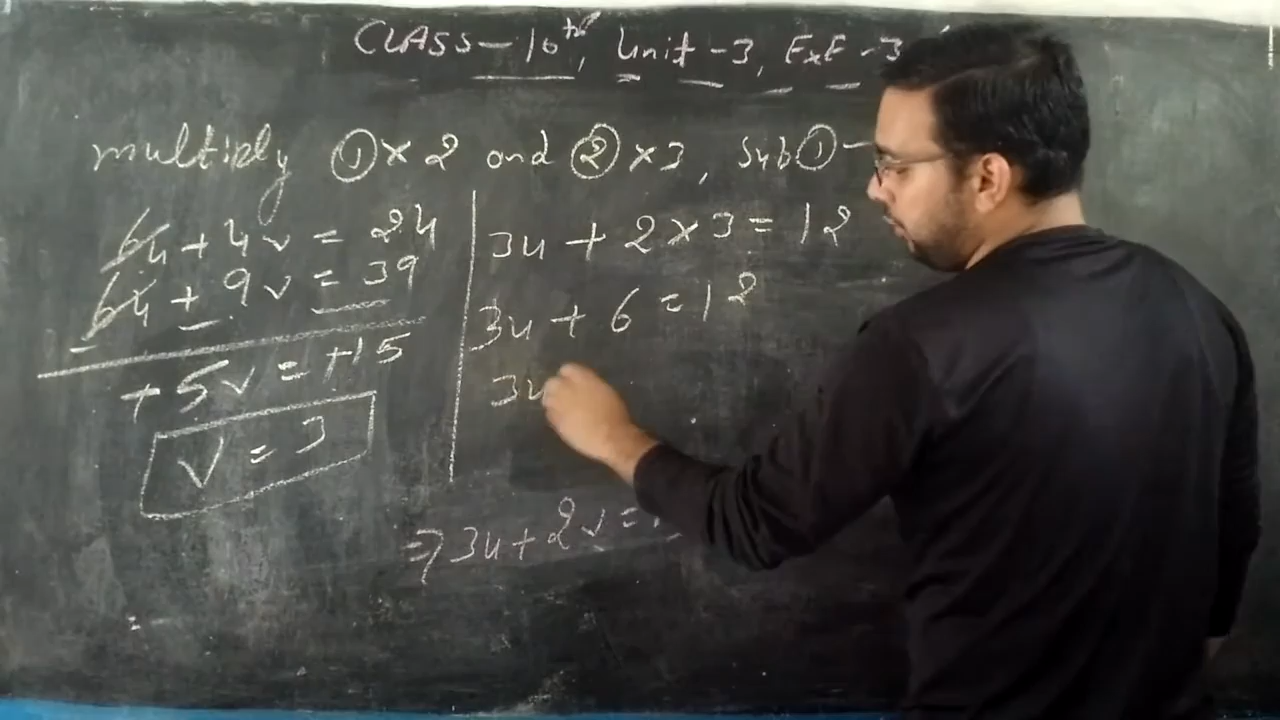 CLASS - 10th, Unit - 3, ExE - 3
multiply ① × 2 and ② × 3, sub ① -
6u + 4v = 24
6u + 9v = 39
- - -
+ 5v = +15
v = 3
3u + 2 × 3 = 12
3u + 6 = 12
3u
⇒ 3u + 2v =